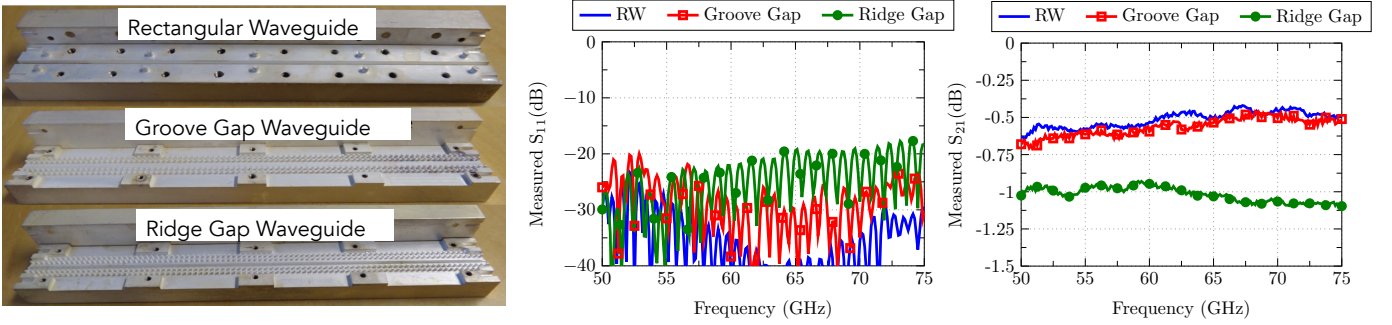 Rectangular Waveguide
Groove Gap Waveguide
Ridge Gap Waveguide
RW Groove Gap Ridge Gap
0
−10
−20
−30
−40
50 55 60 65 70 75
Measured S11(dB)
Frequency (GHz)
RW Groove Gap Ridge Gap
0
-0.25
-0.5
-0.75
-1
-1.25
-1.5
50 55 60 65 70 75
Measured S21(dB)
Frequency (GHz)